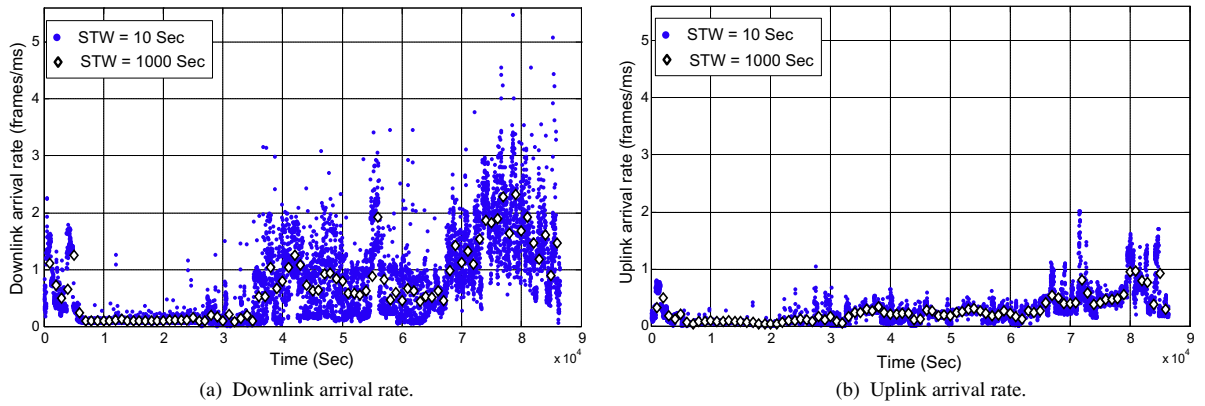 STW = 10 Sec
STW = 1000 Sec
Downlink arrival rate (frames/ms)
5
4
3
2
1
0
0 1 2 3 4 5 6 7 8 9
Time (Sec)
x 10^4
(a) Downlink arrival rate.
STW = 10 Sec
STW = 1000 Sec
Uplink arrival rate (frames/ms)
5
4
3
2
1
0
0 1 2 3 4 5 6 7 8 9
Time (Sec)
x 10^4
(b) Uplink arrival rate.